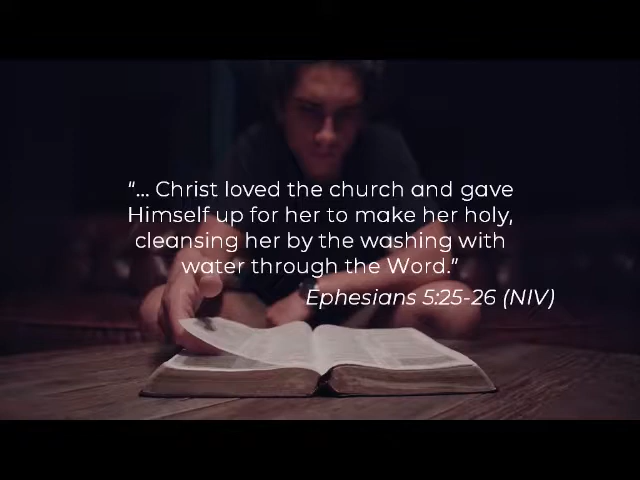 “... Christ loved the church and gave
Himself up for her to make her holy,
cleansing her by the washing with
water through the Word.”
Ephesians 5:25-26 (NIV)